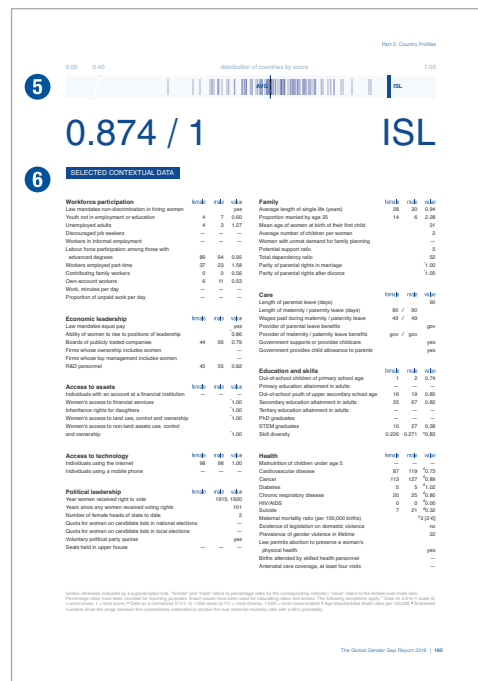 Part 2: Country Profiles
0.00 0.40 distribution of countries by score 1.00
5
AVG ISL
0.874 / 1 ISL
6
SELECTED CONTEXTUAL DATA
Workforce participation female male value
Law mandates non-discrimination in hiring women yes
Youth not in employment or education 4 7 0.60
Unemployed adults 4 3 1.27
Discouraged job seekers — — —
Workers in informal employment — — —
Labour force participation among those with
advanced degrees 89 94 0.95
Workers employed part-time 37 23 1.58
Contributing family workers 0 0 0.56
Own-account workers 6 11 0.53
Work, minutes per day — — —
Proportion of unpaid work per day — — —
Economic leadership female male value
Law mandates equal pay yes
Ability of women to rise to positions of leadership 0.86
Boards of publicly traded companies 44 56 0.79
Firms whose ownership includes women —
Firms whose top management includes women —
R&D personnel 45 55 0.82
Access to assets female male value
Individuals with an account at a financial institution — — —
Women's access to financial services 1.00
Inheritance rights for daughters 1.00
Women's access to land use, control and ownership 1.00
Women's access to non-land assets use, control
and ownership 1.00
Access to technology female male value
Individuals using the internet 98 98 1.00
Individuals using a mobile phone — — —
Political leadership female male value
Year women received right to vote 1915, 1920
Years since any women received voting rights 101
Number of female heads of state to date 2
Quota for women on candidate lists in national elections —
Quota for women on candidate lists in local elections —
Voluntary political party quotas yes
Seats held in upper house — — —
Family female male value
Average length of single life (years) 28 30 0.94
Proportion married by age 25 14 6 2.28
Mean age of women at birth of their first child 31
Average number of children per woman 2
Women with unmet demand for family planning —
Potential support ratio 5
Total dependency ratio 52
Parity of parental rights in marriage 1.00
Parity of parental rights after divorce 1.00
Care female male value
Length of parental leave (days) 90
Length of maternity / paternity leave (days) 90 / 90
Wages paid during maternity / paternity leave 49 / 49
Provider of parental leave benefits gov
Provider of maternity / paternity leave benefits gov / gov
Government supports or provides childcare yes
Government provides child allowance to parents yes
Education and skills female male value
Out-of-school children of primary school age 1 2 0.74
Primary education attainment in adults — — —
Out-of-school youth of upper secondary school age 16 19 0.85
Secondary education attainment in adults 55 67 0.82
Tertiary education attainment in adults — — —
PhD graduates — — —
STEM graduates 10 27 0.38
Skill diversity 0.226 0.271 0.83
Health female male value
Malnutrition of children under age 5 — — —
Cardiovascular disease 87 119 0.73
Cancer 113 127 0.89
Diabetes 5 5 1.02
Chronic respiratory disease 20 25 0.80
HIV/AIDS 0 0 0.00
Suicide 7 21 0.32
Maternal mortality ratio (per 100,000 births) 3 [2-6]
Existence of legislation on domestic violence no
Prevalence of gender violence in lifetime 22
Law permits abortion to preserve a woman's
physical health yes
Births attended by skilled health personnel —
Antenatal care coverage, at least four visits —
The Global Gender Gap Report 2016 | 195